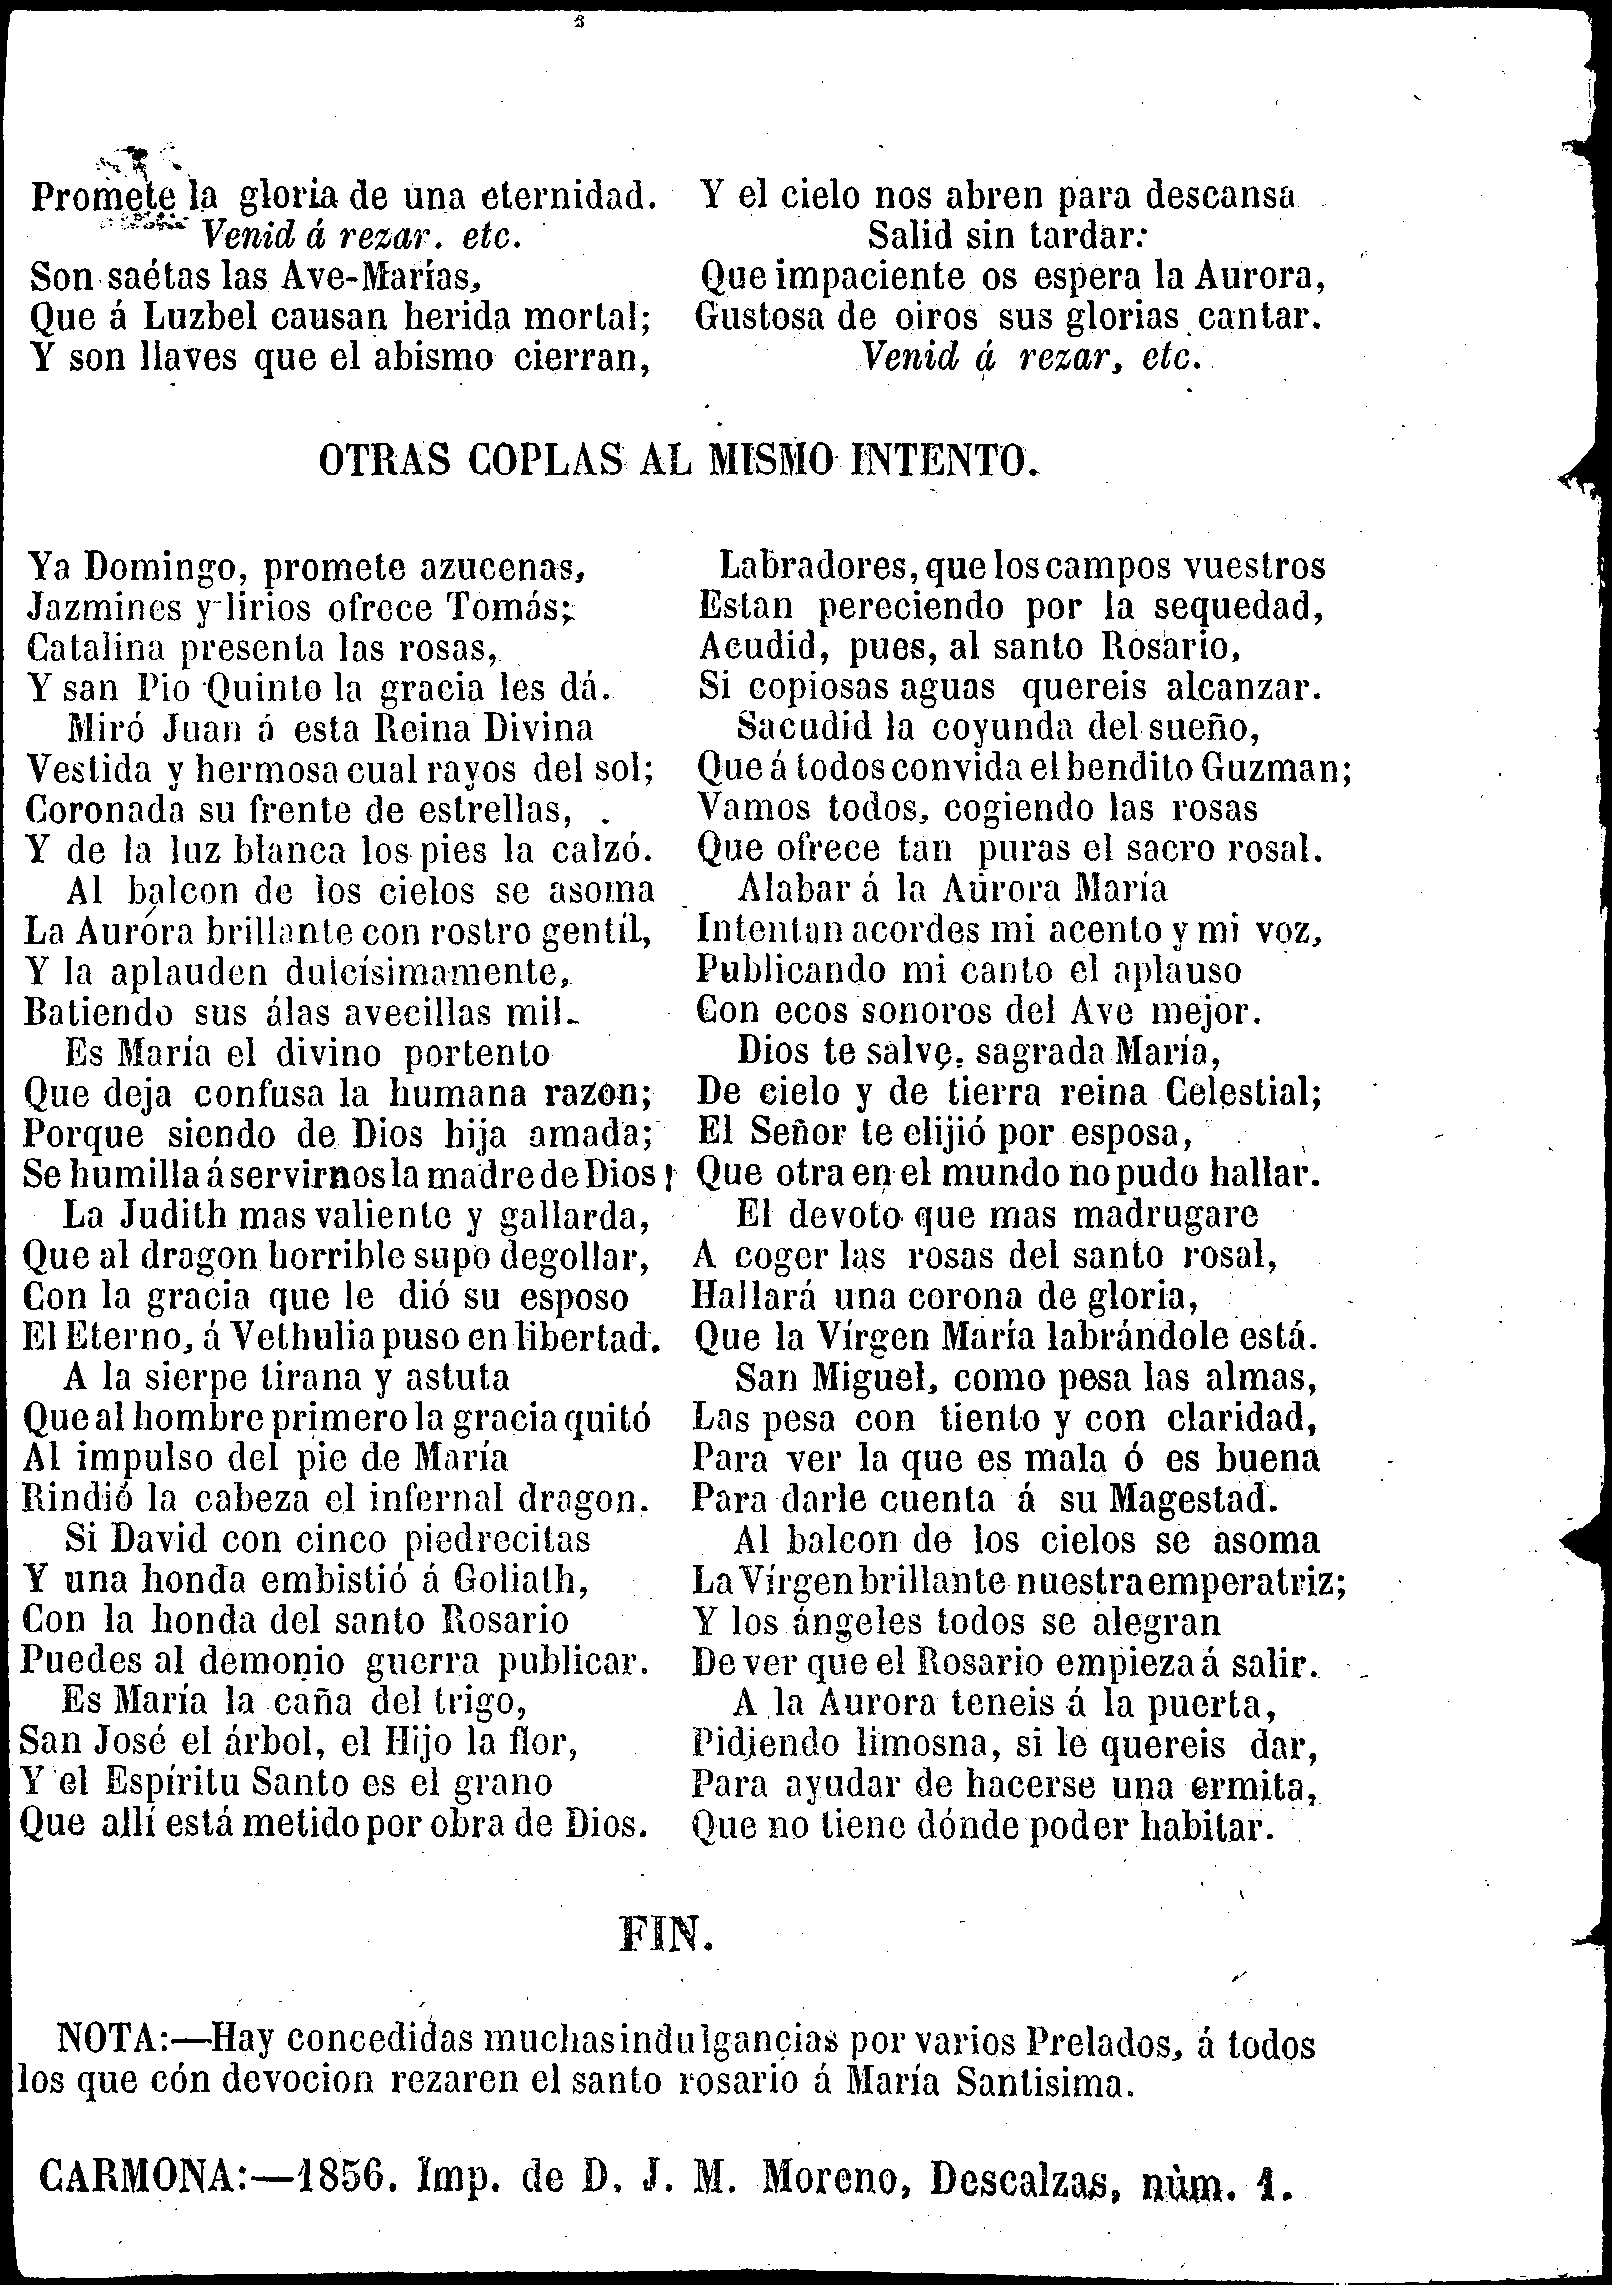 Promete la gloria de una eternidad.
Venid á rezar. etc.
Son saétas las Ave-Marías,
Que á Luzbel causan herida mortal;
Y son llaves que el abismo cierran,
Y el cielo nos abren para descansa
Salid sin tardar:
Que impaciente os espera la Aurora,
Gustosa de oiros sus glorias cantar.
Venid á rezar, etc.
OTRAS COPLAS AL MISMO INTENTO.
Ya Domingo, promete azucenas,
Jazmines y lirios ofrece Tomás;
Catalina presenta las rosas,
Y san Pio Quinto la gracia les dá.
Miró Juan á esta Reina Divina
Vestida y hermosa cual rayos del sol;
Coronada su frente de estrellas,
Y de la luz blanca los pies la calzó.
Al balcon de los cielos se asoma
La Auróra brillante con rostro gentíl,
Y la aplauden dulcísimamente,
Batiendo sus álas avecillas mil.
Es María el divino portento
Que deja confusa la humana razon;
Porque siendo de Dios hija amada;
Se humilla á servirnos la madre de Dios!
La Judith mas valiente y gallarda,
Que al dragon horrible supo degollar,
Con la gracia que le dió su esposo
El Eterno, á Vethulia puso en libertad.
A la sierpe tirana y astuta
Que al hombre primero la gracia quitó
Al impulso del pie de María
Rindió la cabeza el infernal dragon.
Si David con cinco piedrecitas
Y una honda embistió á Goliath,
Con la honda del santo Rosario
Puedes al demonio guerra publicar.
Es María la caña del trigo,
San José el árbol, el Hijo la flor,
Y el Espíritu Santo es el grano
Que allí está metido por obra de Dios.
Labradores, que los campos vuestros
Estan pereciendo por la sequedad,
Acudid, pues, al santo Rosario,
Si copiosas aguas quereis alcanzar.
Sacudid la coyunda del sueño,
Que á todos convida el bendito Guzman;
Vamos todos, cogiendo las rosas
Que ofrece tan puras el sacro rosal.
Alabar á la Aurora María
Intentan acordes mi acento y mi voz,
Publicando mi canto el aplauso
Con ecos sonoros del Ave mejor.
Dios te salve, sagrada María,
De cielo y de tierra reina Celestial;
El Señor te elijió por esposa,
Que otra en el mundo no pudo hallar.
El devoto que mas madrugare
A coger las rosas del santo rosal,
Hallará una corona de gloria,
Que la Vírgen María labrándole está.
San Miguel, como pesa las almas,
Las pesa con tiento y con claridad,
Para ver la que es mala ó es buena
Para darle cuenta á su Magestad.
Al balcon de los cielos se asoma
La Vírgen brillante nuestra emperatriz;
Y los ángeles todos se alegran
De ver que el Rosario empieza á salir.
A la Aurora teneis á la puerta,
Pidiendo limosna, si le quereis dar,
Para ayudar de hacerse una ermita,
Que no tiene dónde poder habitar.
FIN.
NOTA:—Hay concedidas muchas indulgancias por varios Prelados, á todos
los que cón devocion rezaren el santo rosario á María Santisima.
CARMONA:—1856. Imp. de D. J. M. Moreno, Descalzas, núm. 1.